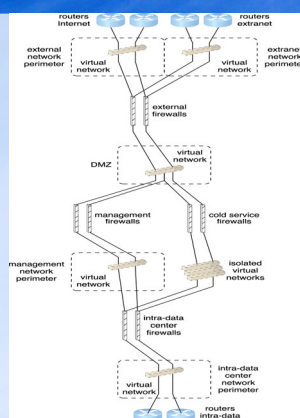 routers
Internet
routers
extranet
external
network
perimeter
virtual
network
virtual
network
extranet
network
perimeter
external
firewalls
DMZ
virtual
network
management
firewalls
cold service
firewalls
management
network
perimeter
virtual
network
isolated
virtual
networks
intra-data
center
firewalls
virtual
network
intra-data
center
network
perimeter
routers
intra-data